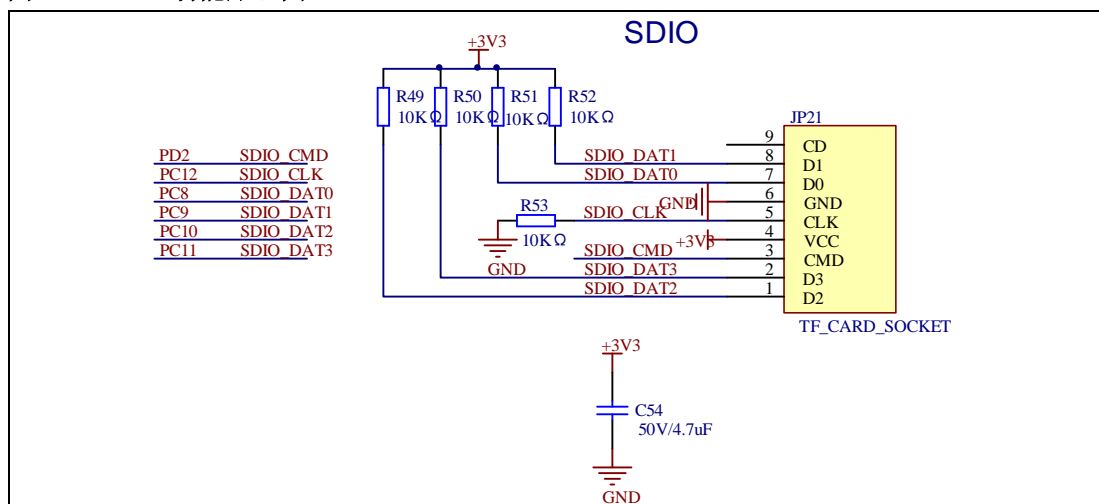 SDIO
+3V3
R49
10KΩ
R50
10KΩ
R51
10KΩ
R52
10KΩ
PD2 SDIO_CMD
PC12 SDIO_CLK
PC8 SDIO_DAT0
PC9 SDIO_DAT1
PC10 SDIO_DAT2
PC11 SDIO_DAT3
JP21
9 CD
SDIO_DAT1 8 D1
SDIO_DAT0 7 D0
GND 6 GND
R53
10KΩ
GND
SDIO_CLK 5 CLK
+3V3 4 VCC
SDIO_CMD 3 CMD
SDIO_DAT3 2 D3
SDIO_DAT2 1 D2
TF_CARD_SOCKET
+3V3
C54
50V/4.7uF
GND